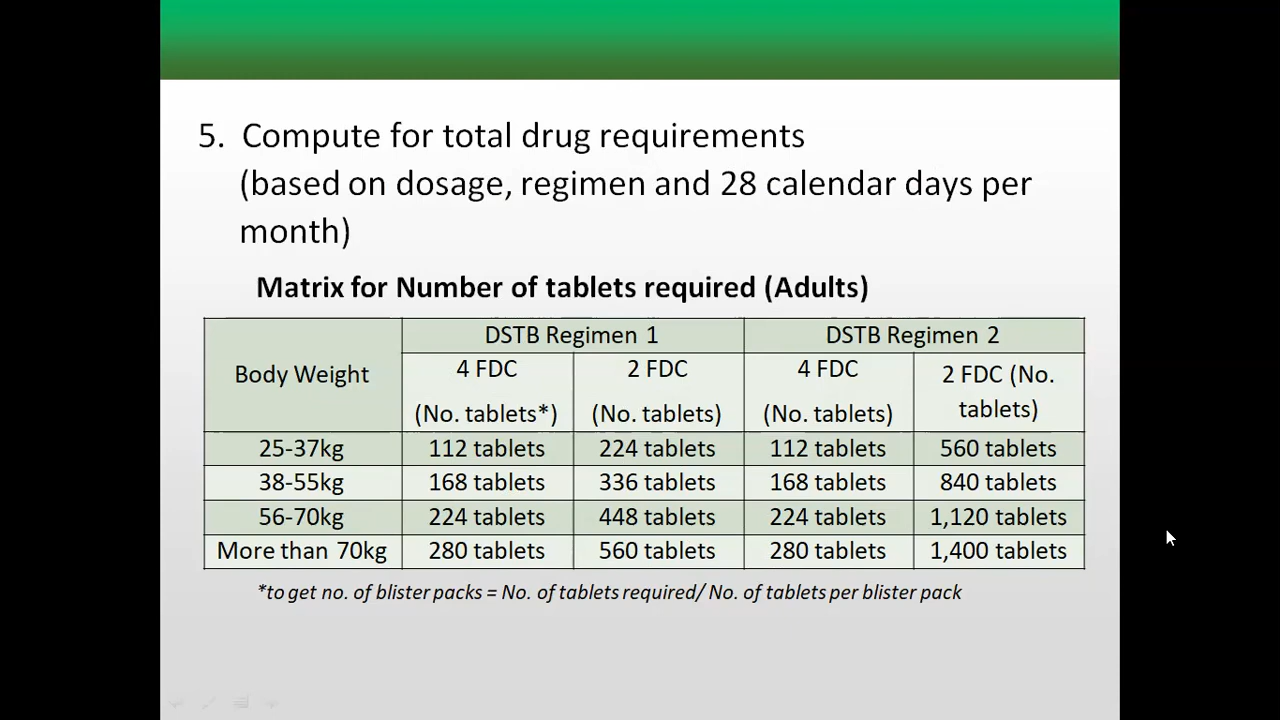 5. Compute for total drug requirements
(based on dosage, regimen and 28 calendar days per
month)
Matrix for Number of tablets required (Adults)
Body Weight
DSTB Regimen 1
DSTB Regimen 2
4 FDC
(No. tablets*)
2 FDC
(No. tablets)
4 FDC
(No. tablets)
2 FDC (No.
tablets)
25-37kg 112 tablets 224 tablets 112 tablets 560 tablets
38-55kg 168 tablets 336 tablets 168 tablets 840 tablets
56-70kg 224 tablets 448 tablets 224 tablets 1,120 tablets
More than 70kg 280 tablets 560 tablets 280 tablets 1,400 tablets
*to get no. of blister packs = No. of tablets required/ No. of tablets per blister pack